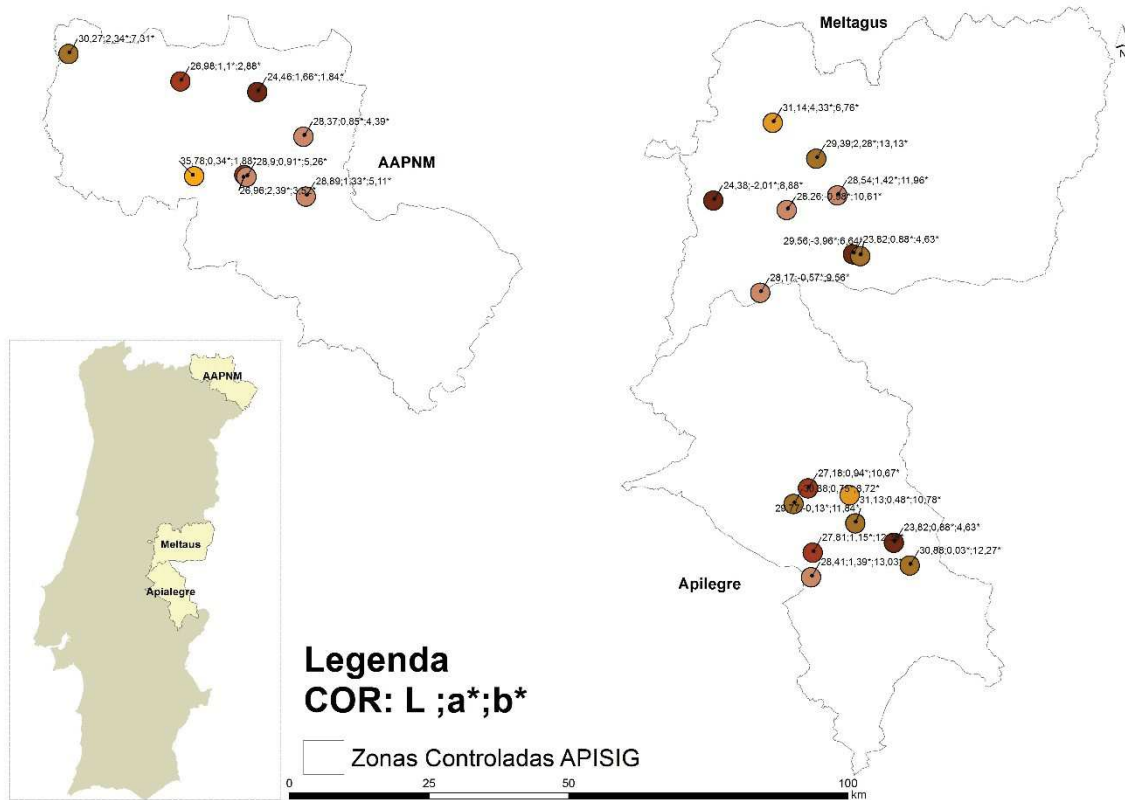 Meltagus
N
30,27;2,34*;7,31*
26,98;1,1*;2,88*
24,46;1,66*;1,84*
28,37;0,85*;4,39*
AAPNM
35,78;0,34*;1,88*
28,9;0,91*;5,26*
28,89;1,33*;5,11*
31,14;4,33*;6,76*
29,39;2,28*;13,13*
24,38;-2,01*;8,88*
28,54;1,42*;11,96*
29,56;-3,96*;6,64
23,82;0,88*;4,63*
28,17;-0,57*;9,56*
AAPNM
Meltaus
Apialegre
27,18;0,94*;10,67*
31,13;0,48*;10,78*
23,82;0,88*;4,63*
27,81;1,15*;12
30,88;0,03*;12,27*
28,41;1,39*;13,03*
Apilegre
Legenda
COR: L ;a*;b*
Zonas Controladas APISIG
0 25 50 100
km